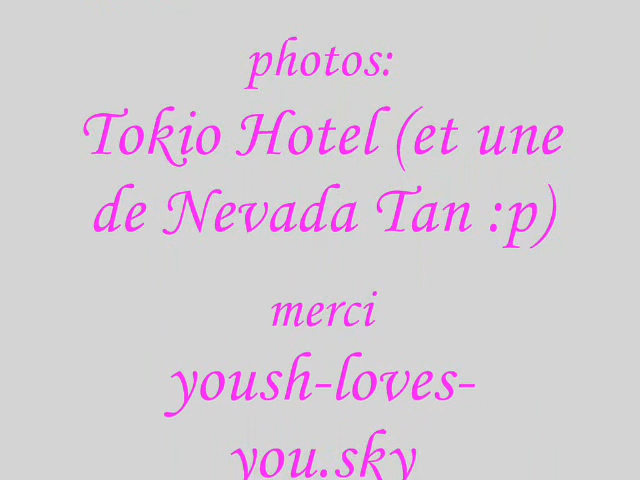 photos:
Tokio Hotel (et une
de Nevada Tan :p)
merci
yoush-loves-
you.sky